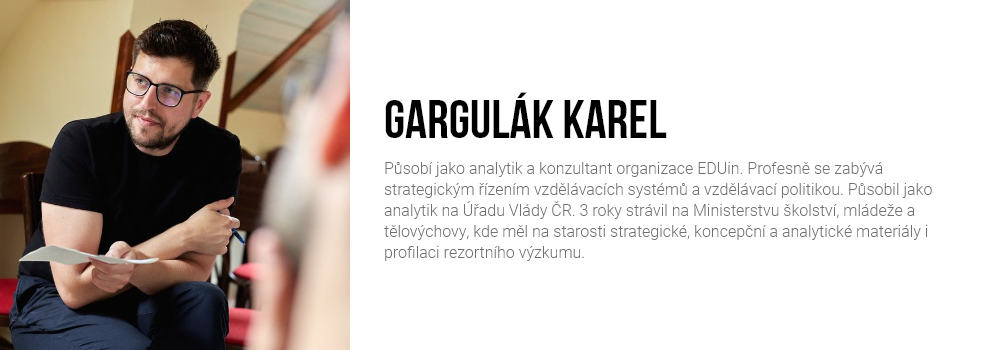 GARGULÁK KAREL
Působí jako analytik a konzultant organizace EDUin. Profesně se zabývá
strategickým řízením vzdělávacích systémů a vzdělávací politikou. Působil jako
analytik na Úřadu Vlády ČR. 3 roky strávil na Ministerstvu školství, mládeže a
tělovýchovy, kde měl na starosti strategické, koncepční a analytické materiály i
profilaci rezortního výzkumu.